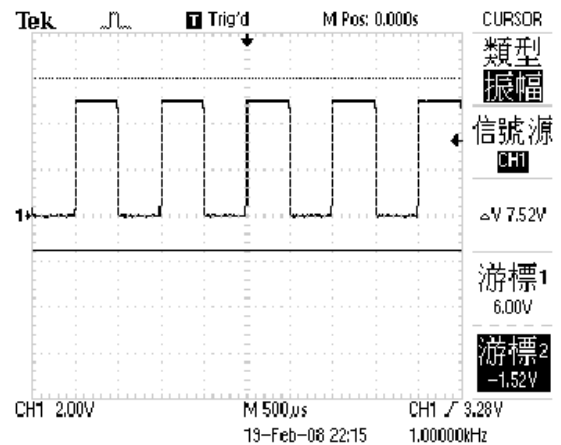 Tek T Trig'd M Pos: 0.000s CURSOR
類型
振幅
信號源
CH1
1
△V 7.52V
游標1
6.00V
游標2
-1.52V
CH1 2.00V M 500µs CH1 3.28V
19-Feb-08 22:15 1.00000kHz